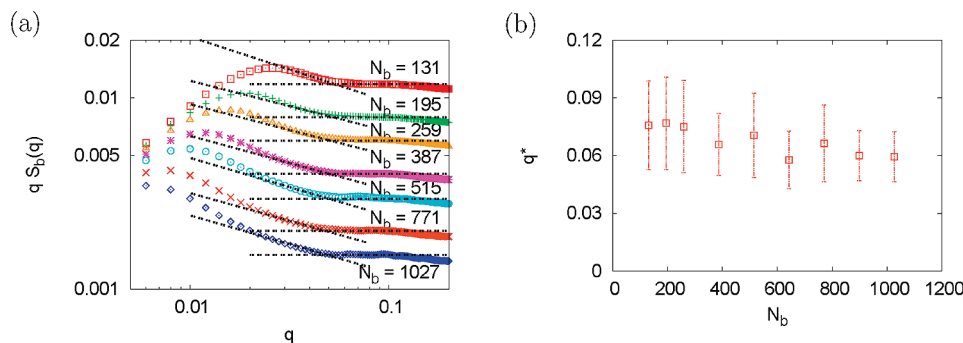 (a)
0.02
0.01
0.005
0.001
q S_b(q)
N_b = 131
N_b = 195
N_b = 259
N_b = 387
N_b = 515
N_b = 771
N_b = 1027
0.01
0.1
q
(b)
0.12
0.09
0.06
0.03
0
q*
0
200
400
600
800
1000
1200
N_b